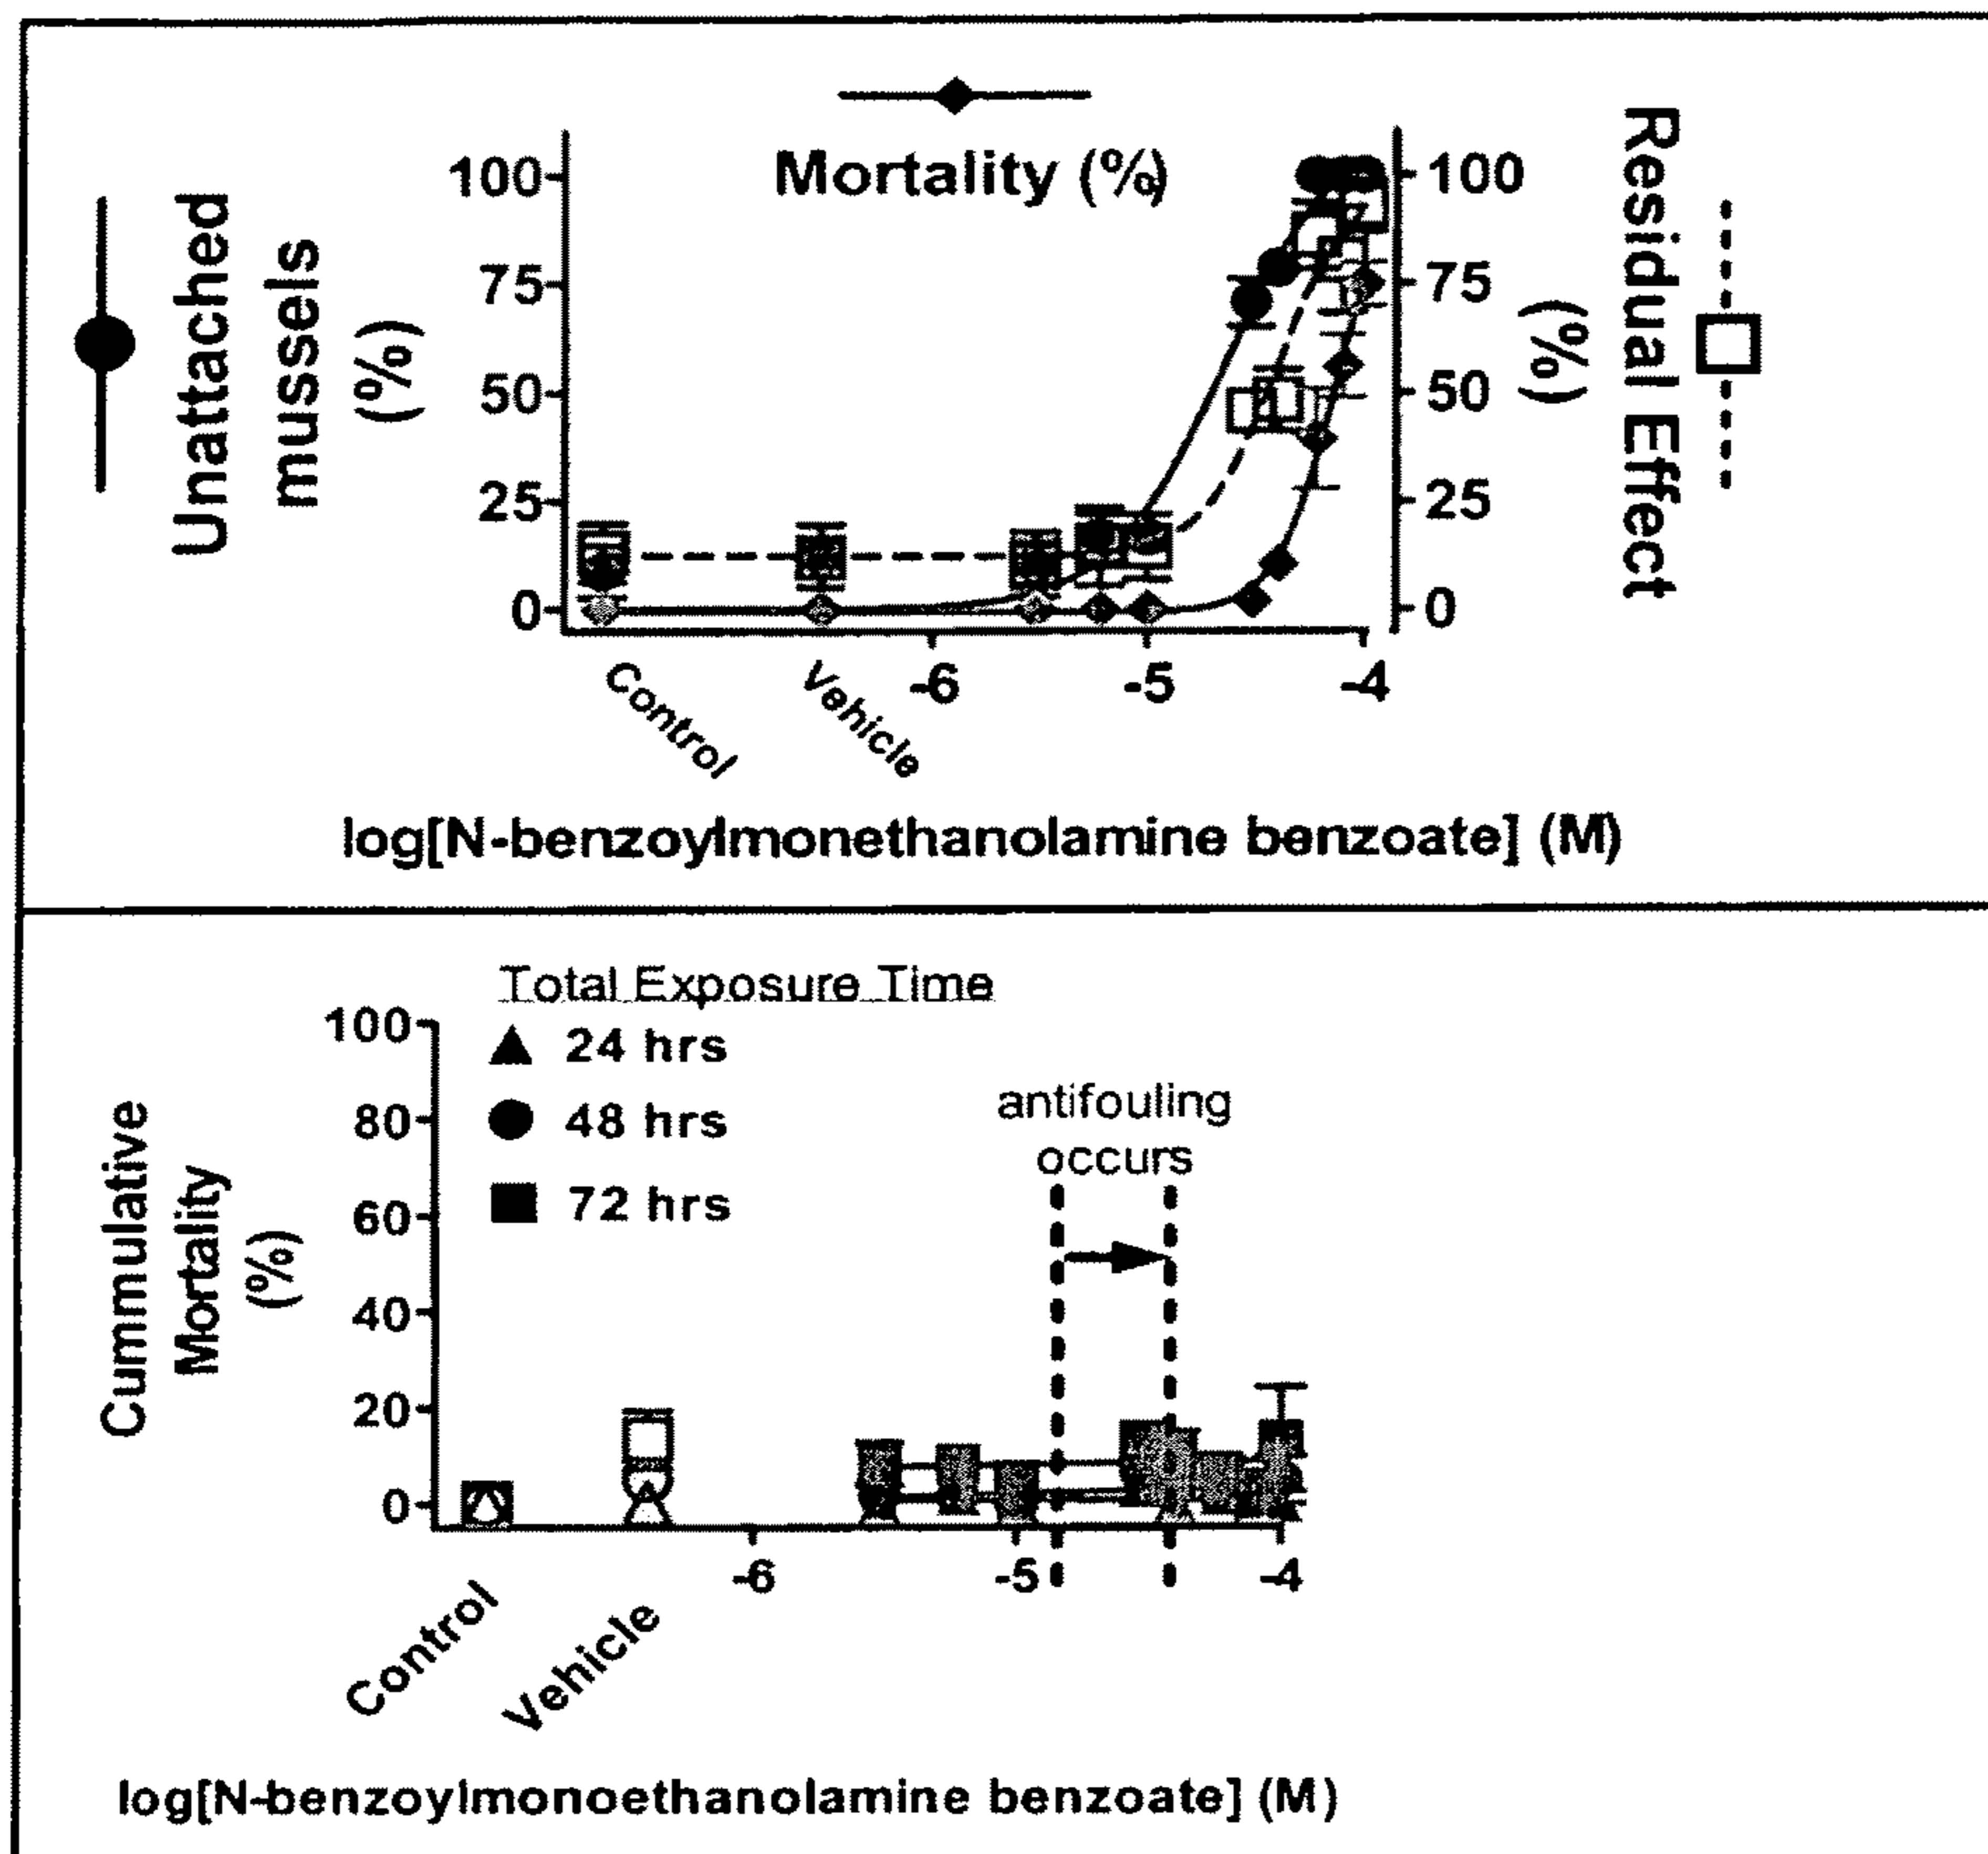 Mortality (%)
Unattached
mussels
(%)
100
75
50
25
0
100
75
50
25
0
Residual Effect
(%)
Control
Vehicle
-6
-5
-4
log[N-benzoylmonethanolamine benzoate] (M)
Total Exposure Time
24 hrs
48 hrs
72 hrs
antifouling
occurs
Cummulative
Mortality
(%)
100
80
60
40
20
0
-6
-5
-4
Control
Vehicle
log[N-benzoylmonoethanolamine benzoate] (M)